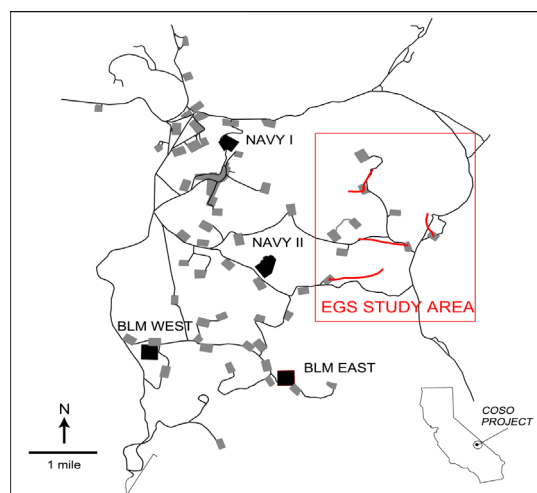 NAVY I
NAVY II
EGS STUDY AREA
BLM WEST
BLM EAST
N
1 mile
COSO
PROJECT